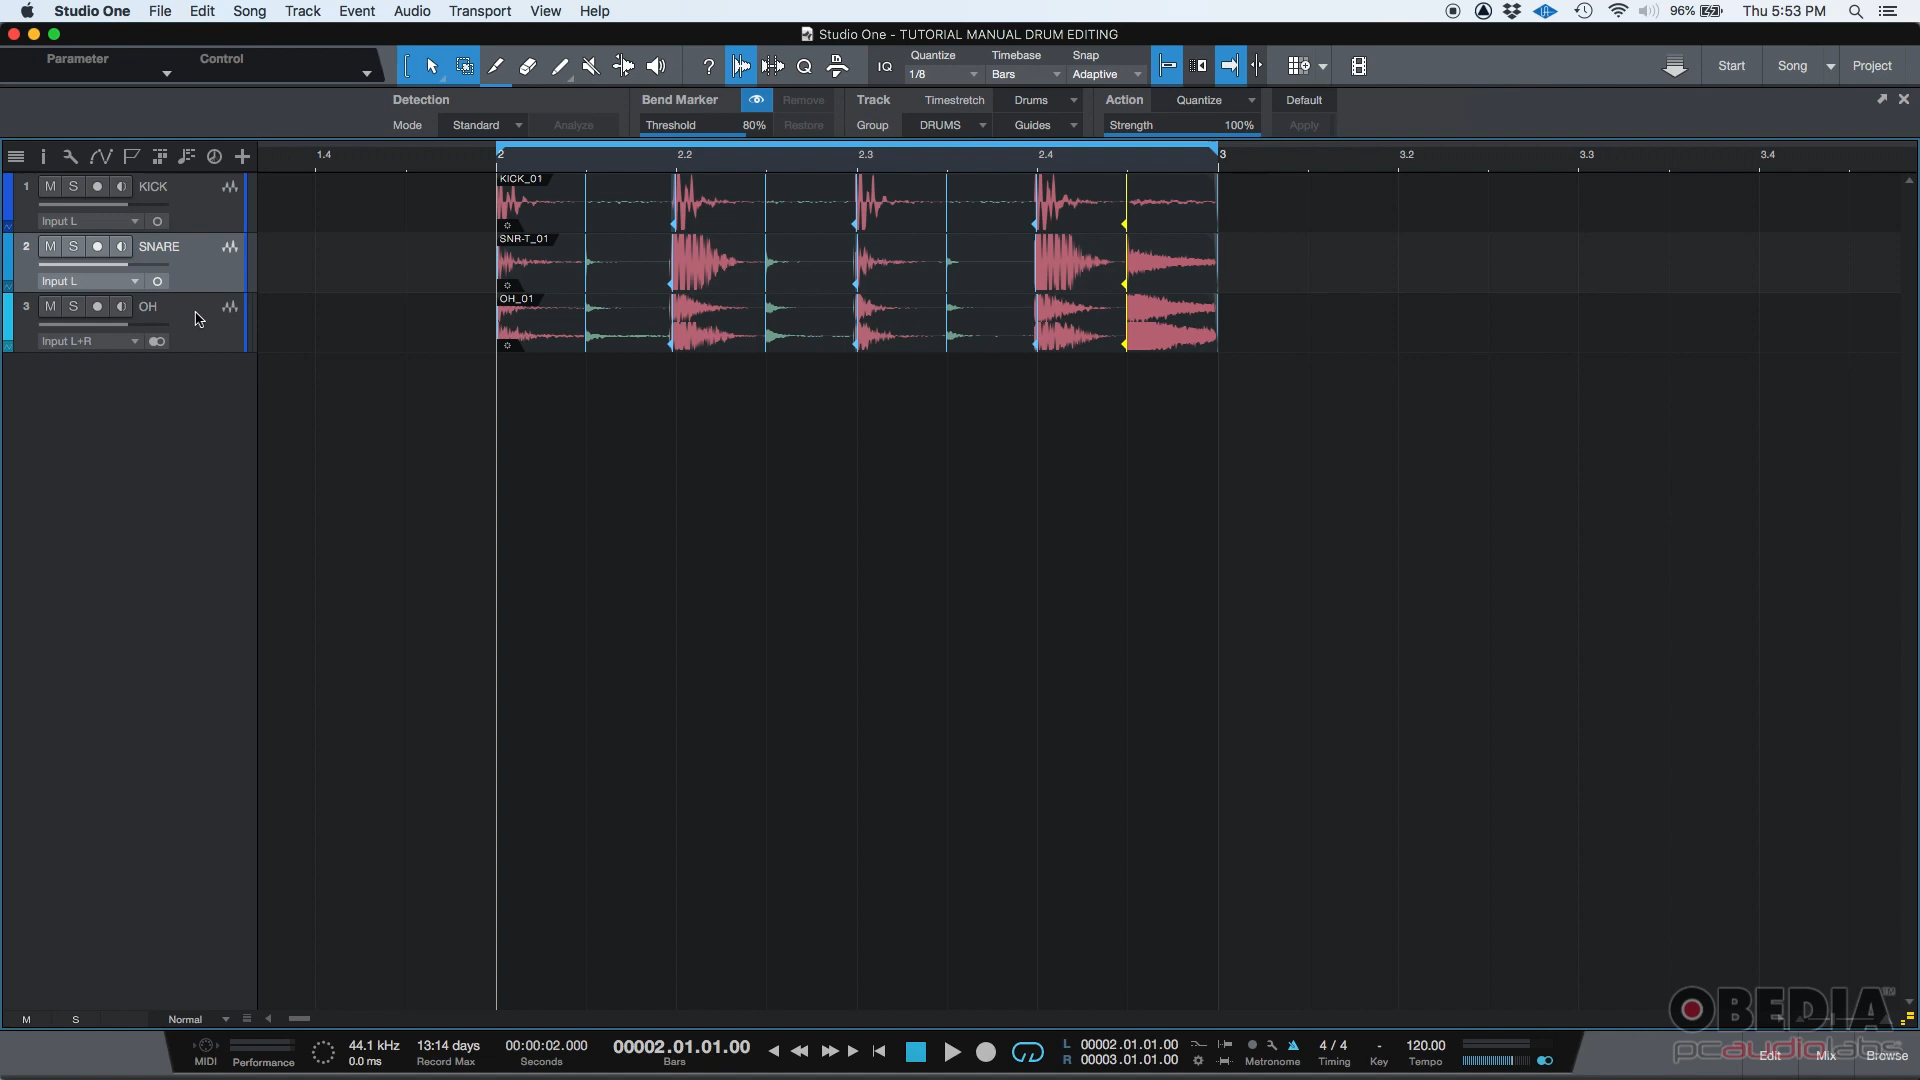 Studio One File Edit Song Track Event Audio Transport View Help 96% Thu 5:53 PM
Studio One - TUTORIAL MANUAL DRUM EDITING
Parameter Control ? Q IQ Quantize Timebase Snap
1/8 Bars Adaptive Start Song Project
Detection Bend Marker Remove Track Timestretch Drums Action Quantize Default
Mode Standard Analyze Threshold 80% Restore Group DRUMS Guides Strength 100% Apply
1.4 2 2.2 2.3 2.4 3 3.2 3.3 3.4
1 M S KICK KICK_01
Input L
2 M S SNARE SNR-T_01
Input L
3 M S OH OH_01
Input L+R
M S Normal
OBEDIA
pcaudiolabs
MIDI Performance 44.1 kHz 13:14 days 00:00:02.000 00002.01.01.00 L 00002.01.01.00 4 / 4 - 120.00
0.0 ms Record Max Seconds Bars R 00003.01.01.00 Metronome Timing Key Tempo Edit Mix Browse